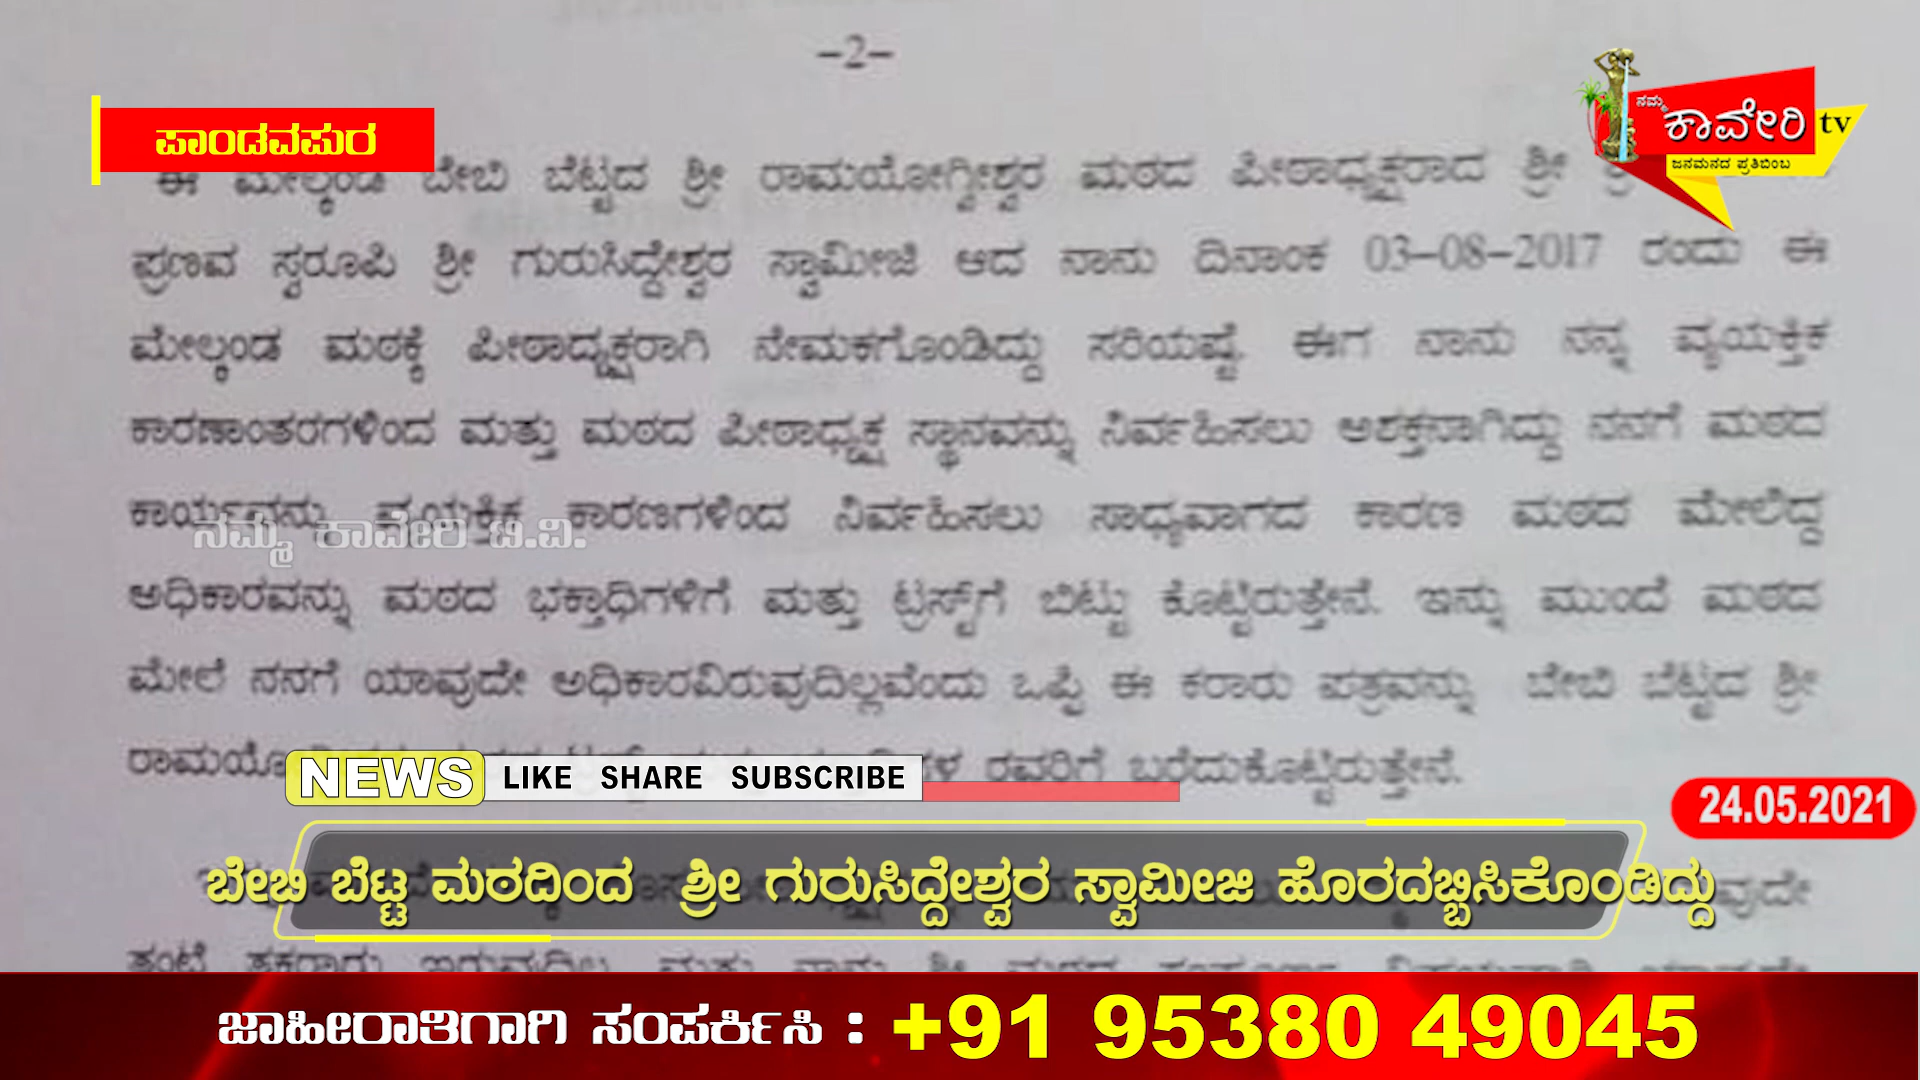 -2-
ಪಾಂಡವಪುರ
ನಮ್ಮ
ಕಾವೇರಿ tv
ಜನಮನದ ಪ್ರತಿಬಿಂಬ
ಈ ಮೇಲ್ಕಂಡ ಬೇಬಿ ಬೆಟ್ಟದ ಶ್ರೀ ರಾಮಯೋಗ್ವೀಶ್ವರ ಮಠದ ಪೀಠಾಧ್ಯಕ್ಷರಾದ ಶ್ರೀ ಶ್ರೀ
ಪ್ರಣವ ಸ್ವರೂಪಿ ಶ್ರೀ ಗುರುಸಿದ್ದೇಶ್ವರ ಸ್ವಾಮೀಜಿ ಆದ ನಾನು ದಿನಾಂಕ 03-08-2017 ರಂದು ಈ
ಮೇಲ್ಕಂಡ ಮಠಕ್ಕೆ ಪೀಠಾದ್ಯಕ್ಷರಾಗಿ ನೇಮಕಗೊಂಡಿದ್ದು ಸರಿಯಷ್ಟೆ. ಈಗ ನಾನು ನನ್ನ ವ್ಯಯಕ್ತಿಕ
ಕಾರಣಾಂತರಗಳಿಂದ ಮತ್ತು ಮಠದ ಪೀಠಾಧ್ಯಕ್ಷ ಸ್ಥಾನವನ್ನು ನಿರ್ವಹಿಸಲು ಅಶಕ್ತನಾಗಿದ್ದು ನನಗೆ ಮಠದ
ಕಾರ್ಯವನ್ನು ವ್ಯಯಕ್ತಿಕ ಕಾರಣಗಳಿಂದ ನಿರ್ವಹಿಸಲು ಸಾಧ್ಯವಾಗದ ಕಾರಣ ಮಠದ ಮೇಲಿದ್ದ
ನಮ್ಮ ಕಾವೇರಿ ಟಿ.ವಿ.
ಅಧಿಕಾರವನ್ನು ಮಠದ ಭಕ್ತಾಧಿಗಳಿಗೆ ಮತ್ತು ಟ್ರಸ್ಟ್‌ಗೆ ಬಿಟ್ಟು ಕೊಟ್ಟಿರುತ್ತೇನೆ. ಇನ್ನು ಮುಂದೆ ಮಠದ
ಮೇಲೆ ನನಗೆ ಯಾವುದೇ ಅಧಿಕಾರವಿರುವುದಿಲ್ಲವೆಂದು ಒಪ್ಪಿ ಈ ಕರಾರು ಪತ್ರವನ್ನು ಬೇಬಿ ಬೆಟ್ಟದ ಶ್ರೀ
ರವರಿಗೆ ಬರೆದುಕೊಟ್ಟಿರುತ್ತೇನೆ.
NEWS LIKE SHARE SUBSCRIBE
24.05.2021
ಬೇಬಿ ಬೆಟ್ಟ ಮಠದಿಂದ ಶ್ರೀ ಗುರುಸಿದ್ದೇಶ್ವರ ಸ್ವಾಮೀಜಿ ಹೊರದಬ್ಬಿಸಿಕೊಂಡಿದ್ದು
ಜಾಹೀರಾತಿಗಾಗಿ ಸಂಪರ್ಕಿಸಿ : +91 95380 49045